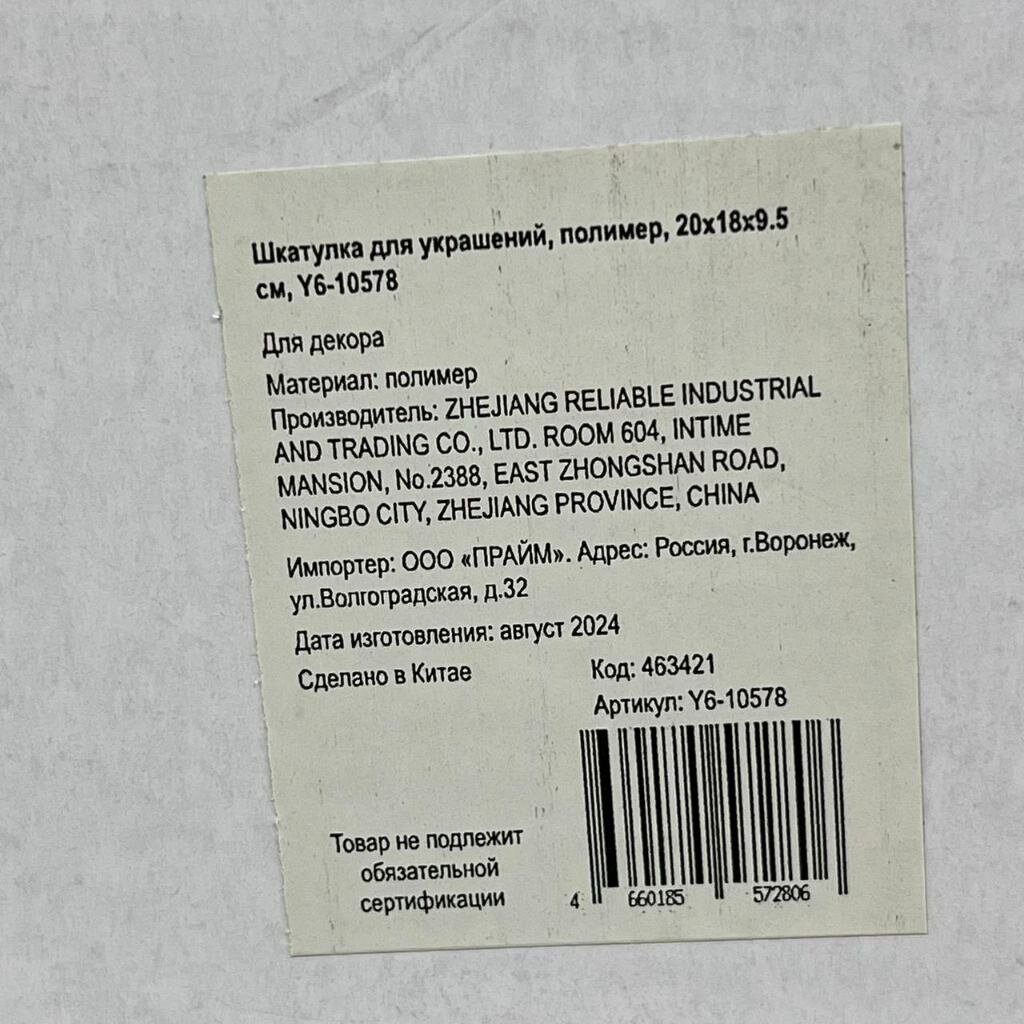 Шкатулка для украшений, полимер, 20x18x9.5
см, Y6-10578
Для декора
Материал: полимер
Производитель: ZHEJIANG RELIABLE INDUSTRIAL
AND TRADING CO., LTD. ROOM 604, INTIME
MANSION, No.2388, EAST ZHONGSHAN ROAD,
NINGBO CITY, ZHEJIANG PROVINCE, CHINA
Импортер: ООО «ПРАЙМ». Адрес: Россия, г.Воронеж,
ул.Волгоградская, д.32
Дата изготовления: август 2024
Сделано в Китае
Код: 463421
Артикул: Y6-10578
Товар не подлежит
обязательной
сертификации
4 660185 572806